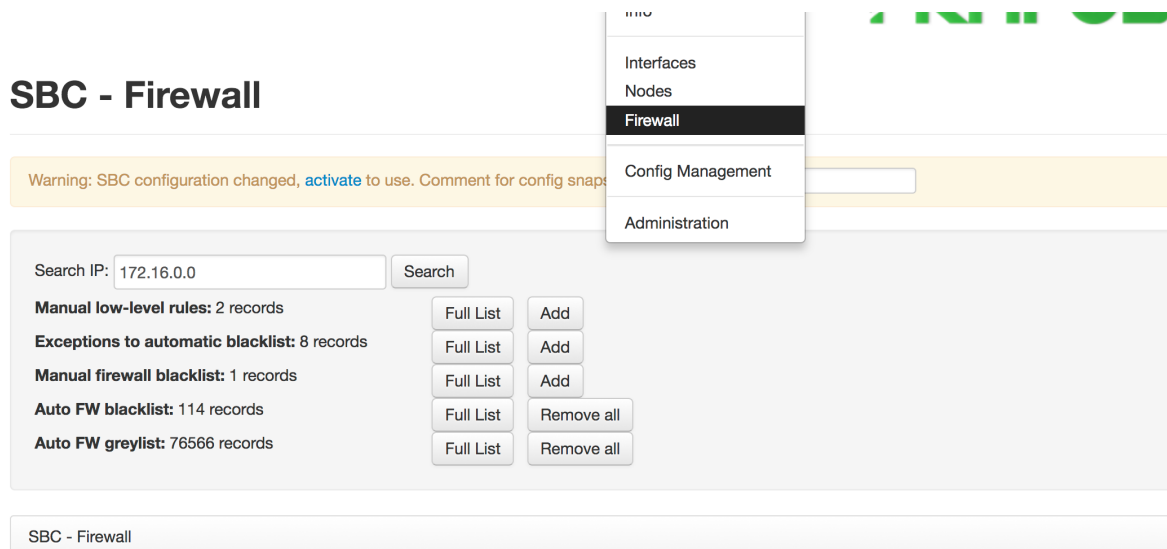 Info
Interfaces
Nodes
Firewall
Config Management
Administration
SBC - Firewall
Warning: SBC configuration changed, activate to use. Comment for config snaps
Search IP: 172.16.0.0 Search
Manual low-level rules: 2 records Full List Add
Exceptions to automatic blacklist: 8 records Full List Add
Manual firewall blacklist: 1 records Full List Add
Auto FW blacklist: 114 records Full List Remove all
Auto FW greylist: 76566 records Full List Remove all
SBC - Firewall